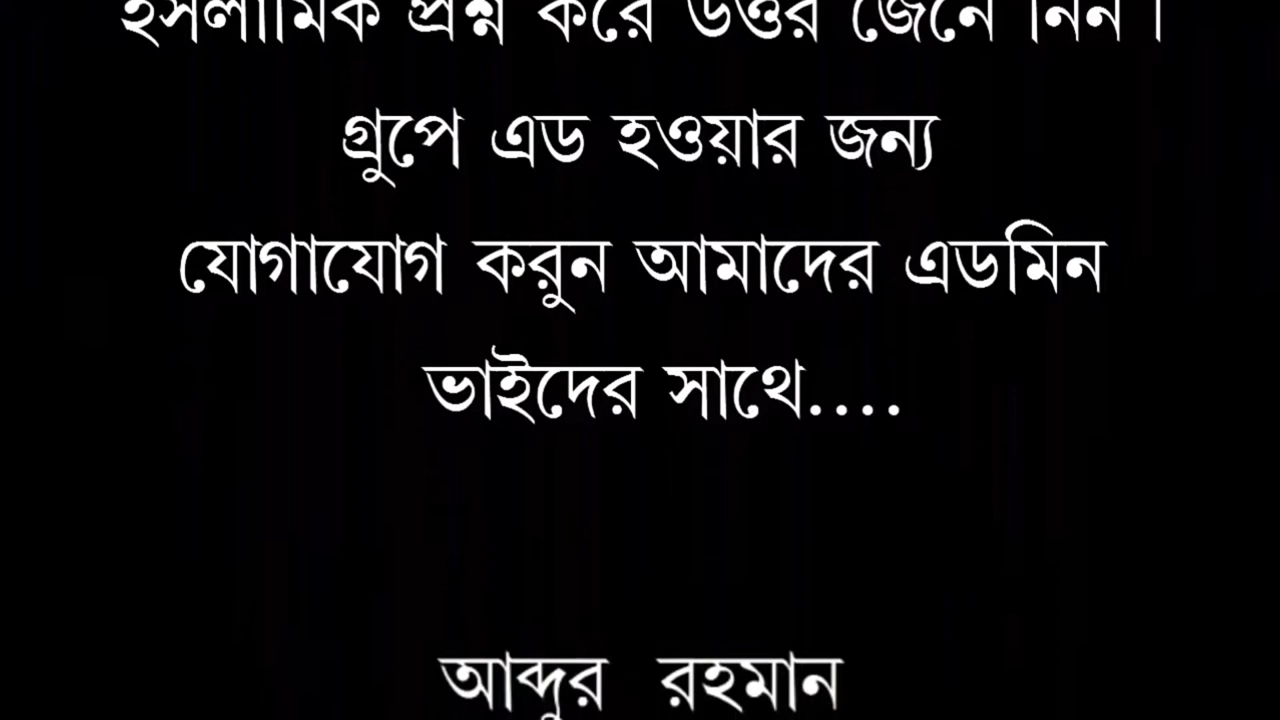 ইসলামিক প্রশ্ন করে উত্তর জেনে নিন।
গ্রুপে এড হওয়ার জন্য
যোগাযোগ করুন আমাদের এডমিন
ভাইদের সাথে....
আব্দুর রহমান